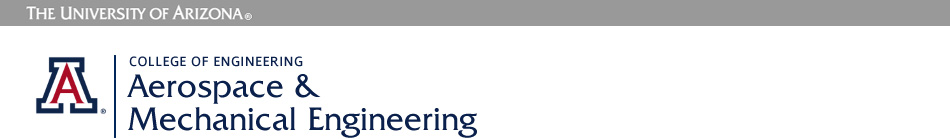 THE UNIVERSITY OF ARIZONA®
COLLEGE OF ENGINEERING
A®
Aerospace &
Mechanical Engineering